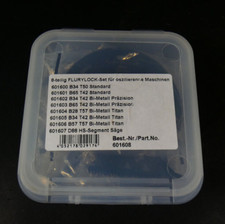 8-teilig FLURYLOCK-Set für oszillierende Maschinen
601600 B34 T50 Standard
601601 B65 T42 Standard
601602 B34 T42 Bi-Metall Präzision
601603 B65 T42 Bi-Metall Präzision
601604 B28 T57 Bi-Metall Titan
601605 B34 T42 Bi-Metall Titan
601606 B57 T57 Bi-Metall Titan
601607 D88 HS-Segment Säge
Best.-Nr./Part.No.
601608